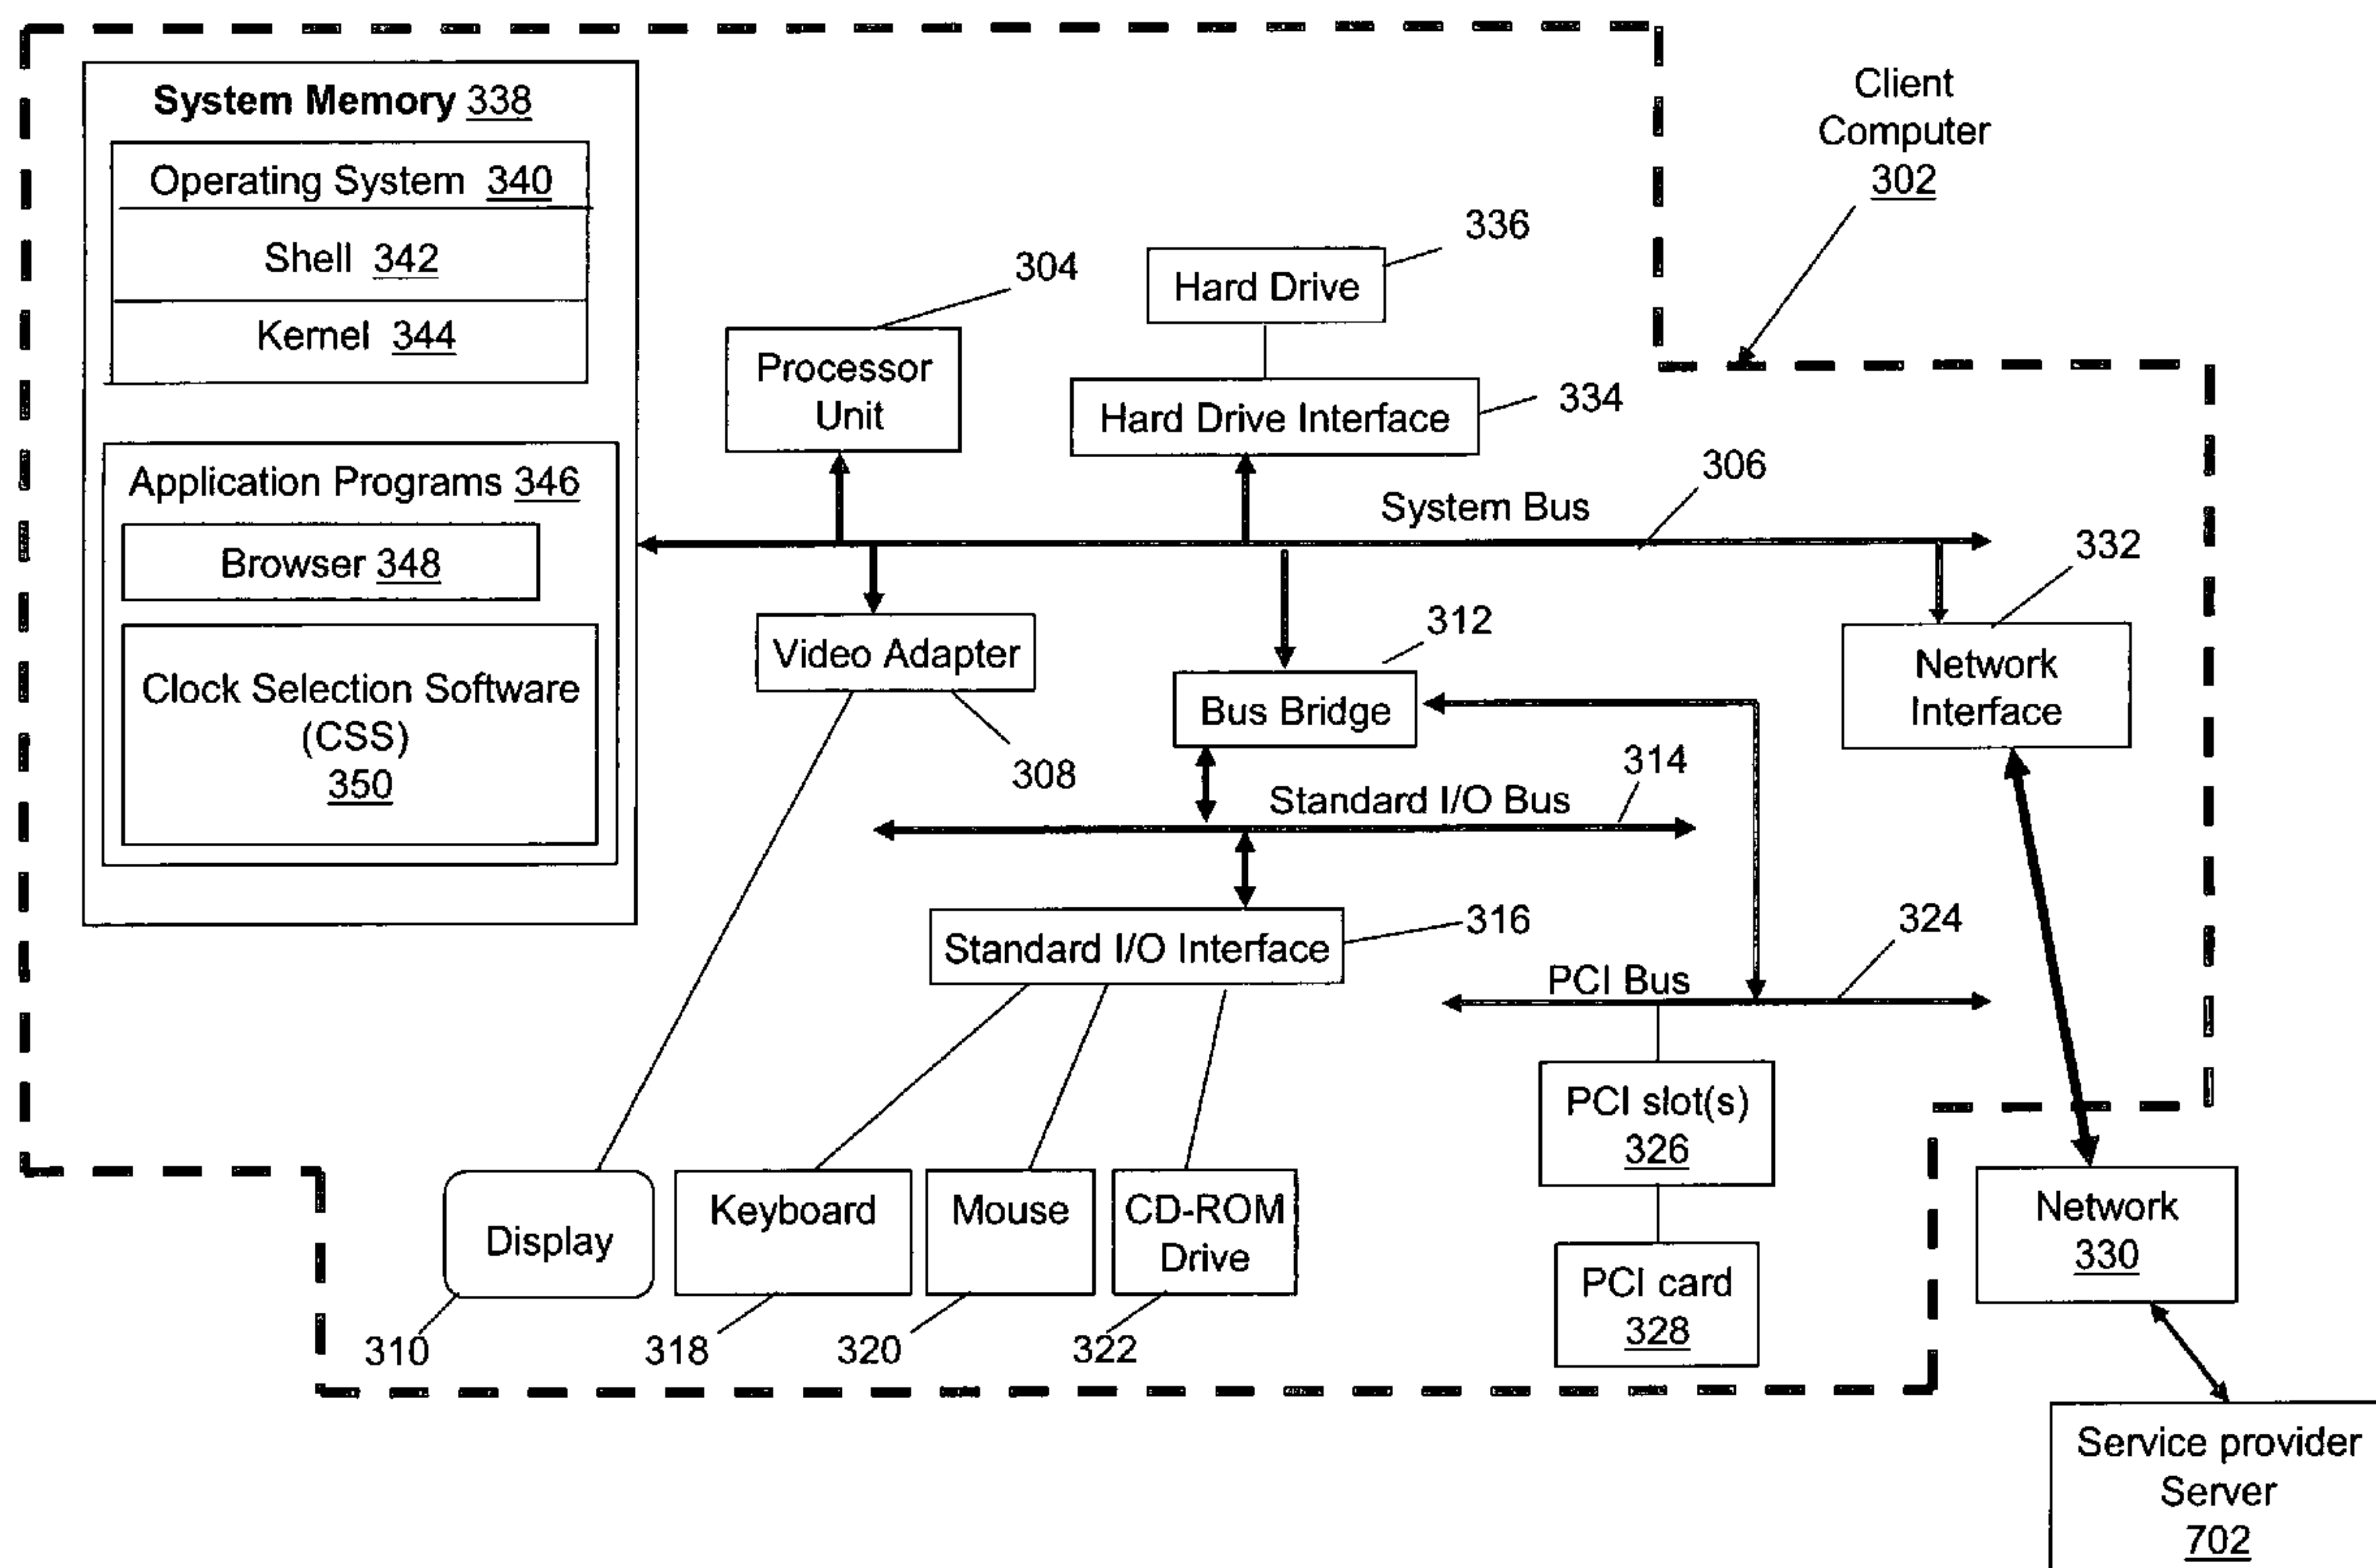 System Memory 338
Operating System 340
Shell 342
Kernel 344
Application Programs 346
Browser 348
Clock Selection Software
(CSS)
350
Client
Computer
302
336
Hard Drive
304
Processor
Unit
Hard Drive Interface
334
306
System Bus
332
Video Adapter
308
312
Bus Bridge
Network
Interface
314
Standard I/O Bus
316
Standard I/O Interface
324
PCI Bus
PCI slot(s)
326
PCI card
328
Display
310
Keyboard
318
Mouse
320
CD-ROM
Drive
322
Network
330
Service provider
Server
702